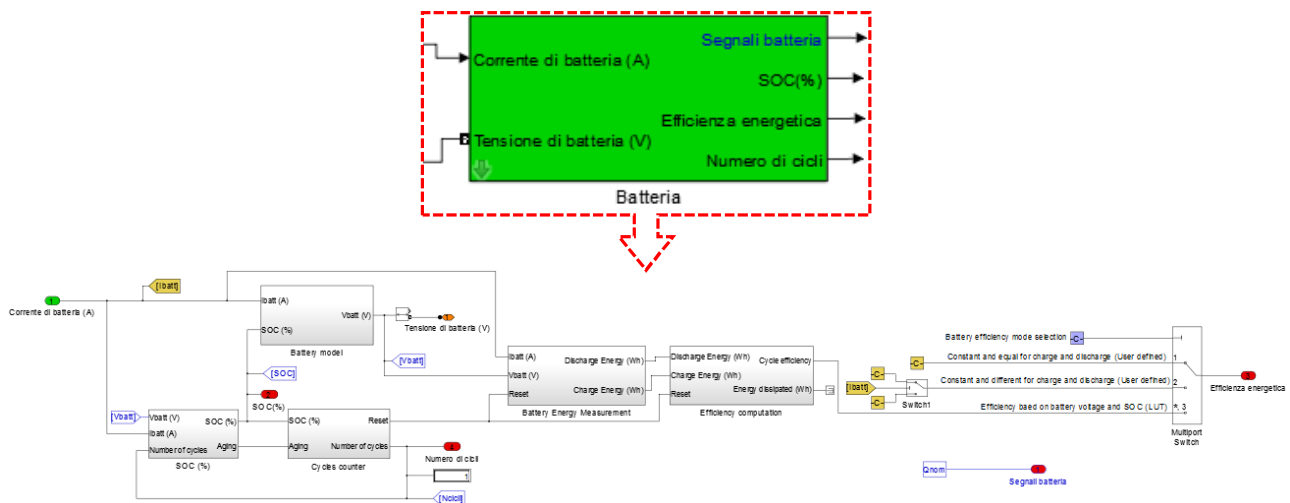 Segnali batteria
Corrente di batteria (A)
SOC(%)
Efficienza energetica
Tensione di batteria (V)
Numero di cicli
Batteria
1
Corrente di batteria (A)
[Ibatt]
Ibatt (A)
SOC (%)
Vbatt (V)
Battery model
Tensione di batteria (V)
[Vbatt]
[SOC]
SOC(%)
[Vbatt]
Vbatt (V)
Ibatt (A)
Number of cycles
SOC (%)
Aging
SOC (%)
SOC (%)
Aging
Reset
Number of cycles
Cycles counter
Numero di cicli
1
[Ncicli]
Ibatt (A)
Vbatt (V)
Reset
Discharge Energy (Wh)
Charge Energy (Wh)
Battery Energy Measurement
Discharge Energy (Wh)
Charge Energy (Wh)
Reset
Cycle efficiency
Energy dissipated (Wh)
Efficiency computation
Battery efficiency mode selection
-C-
-C-
Constant and equal for charge and discharge (User defined)
1
-C-
[Ibatt]
-C-
Switch1
Constant and different for charge and discharge (User defined)
2
Efficiency baed on battery voltage and SOC (LUT)
*, 3
Multiport
Switch
Efficienza energetica
Qnom
Segnali batteria